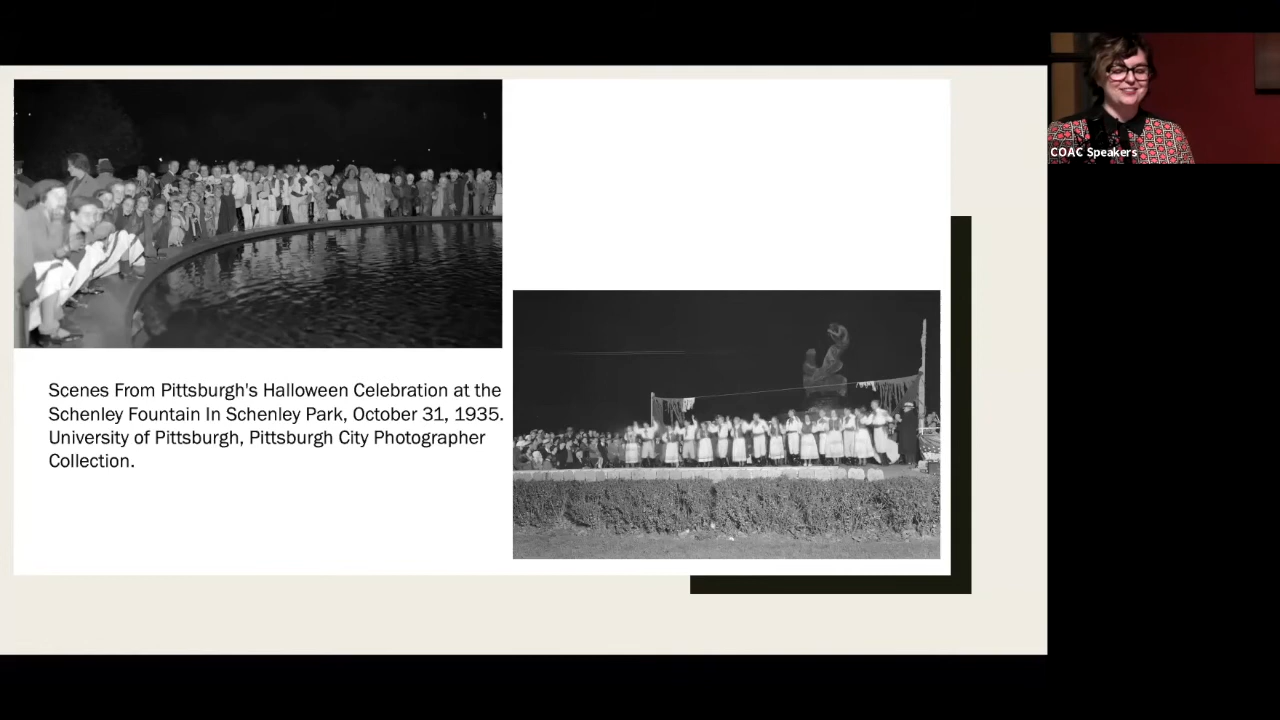 COAC Speakers
Scenes From Pittsburgh's Halloween Celebration at the
Schenley Fountain In Schenley Park, October 31, 1935.
University of Pittsburgh, Pittsburgh City Photographer
Collection.